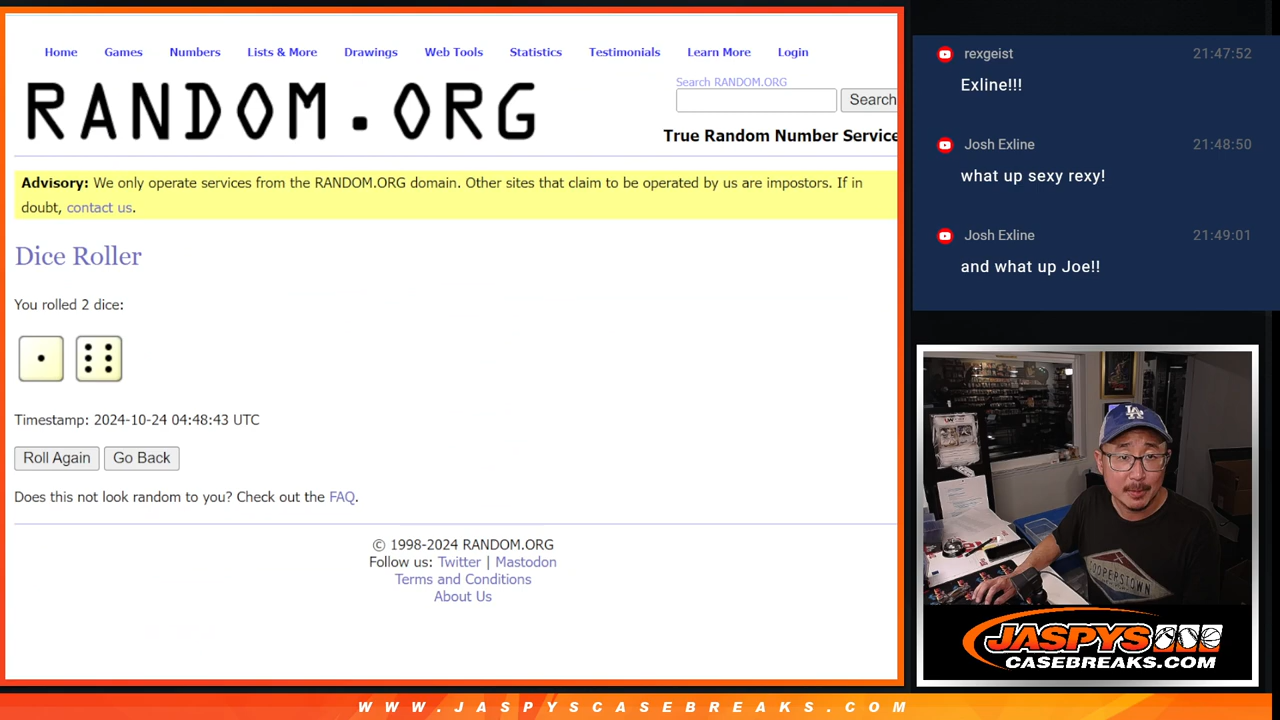 Home Games Numbers Lists & More Drawings Web Tools Statistics Testimonials Learn More Login
RANDOM.ORG
Search RANDOM.ORG
Search
True Random Number Service
Advisory: We only operate services from the RANDOM.ORG domain. Other sites that claim to be operated by us are impostors. If in
doubt, contact us.
Dice Roller
You rolled 2 dice:
Timestamp: 2024-10-24 04:48:43 UTC
Roll Again Go Back
Does this not look random to you? Check out the FAQ.
© 1998-2024 RANDOM.ORG
Follow us: Twitter | Mastodon
Terms and Conditions
About Us
rexgeist 21:47:52
Exline!!!
Josh Exline 21:48:50
what up sexy rexy!
Josh Exline 21:49:01
and what up Joe!!
LA
COOPERSTOWN
JASPYS
CASEBREAKS.COM
WWW.JASPYSCASEBREAKS.COM